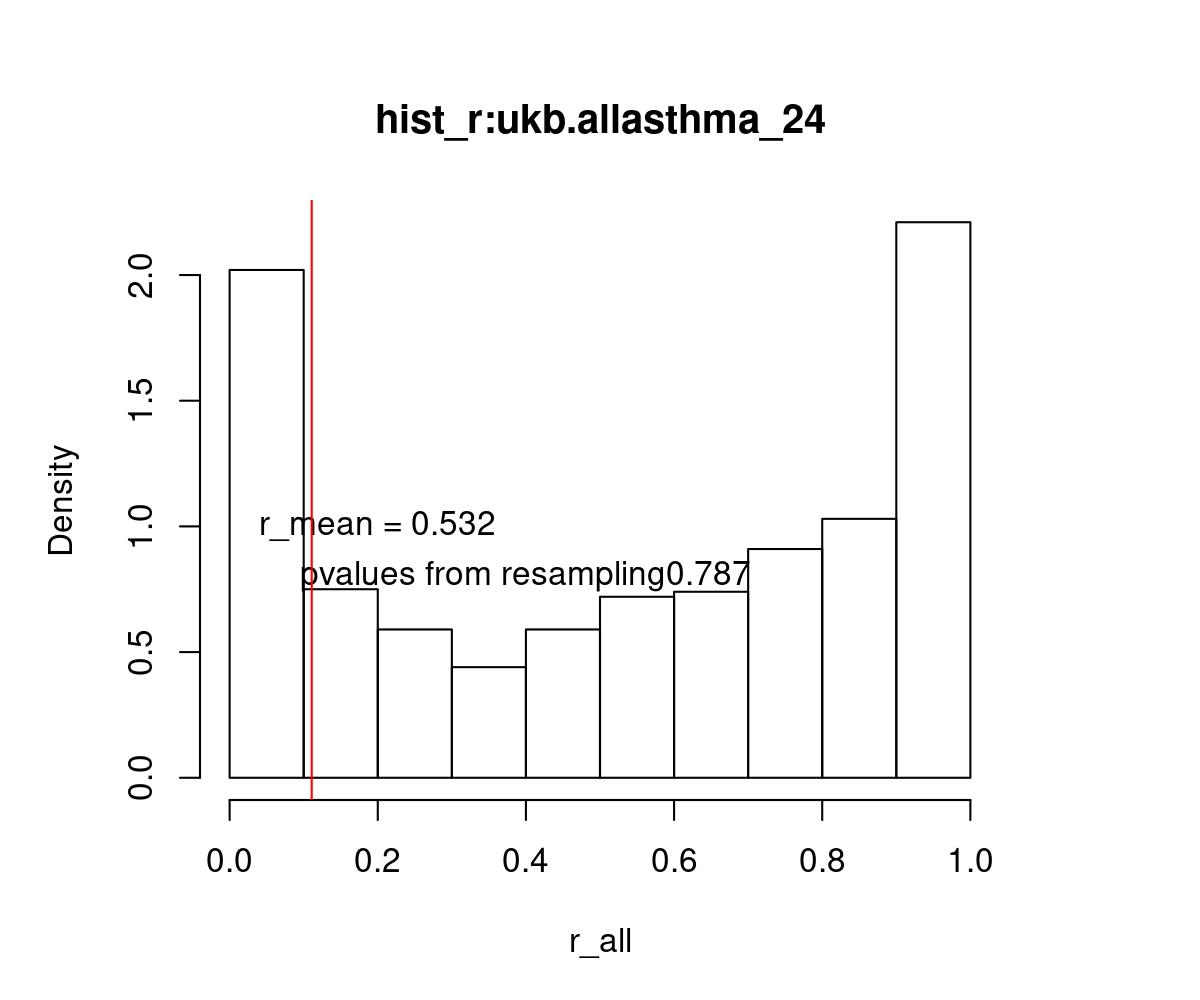 hist_r:ukb.allasthma_24
2.0
1.5
1.0
0.5
0.0
Density
r_mean = 0.532
pvalues from resampling0.787
0.0 0.2 0.4 0.6 0.8 1.0
r_all